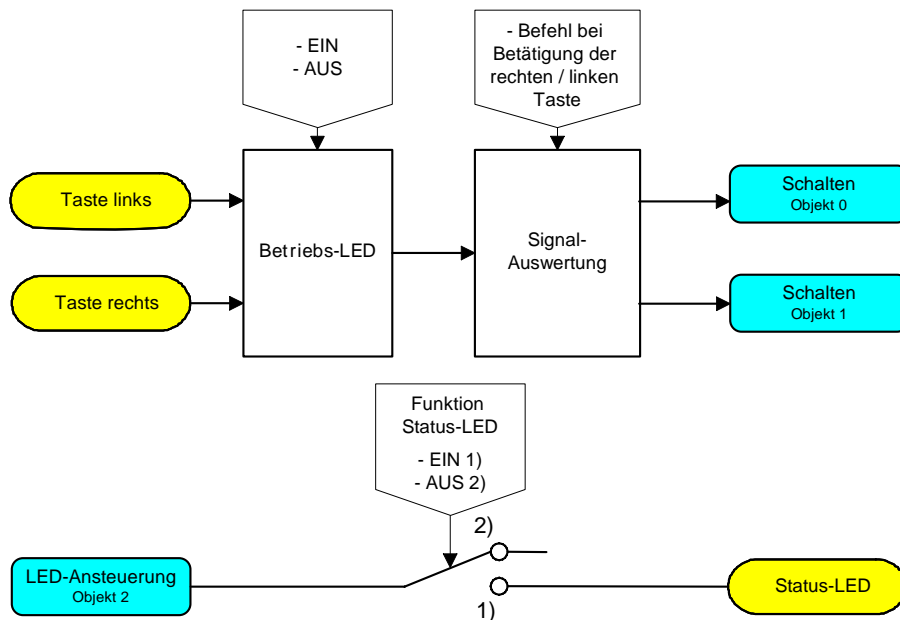 - EIN
- AUS
- Befehl bei
Betätigung der
rechten / linken
Taste
Taste links
Taste rechts
Betriebs-LED
Signal-
Auswertung
Schalten
Objekt 0
Schalten
Objekt 1
Funktion
Status-LED
- EIN 1)
- AUS 2)
2)
1)
LED-Ansteuerung
Objekt 2
Status-LED